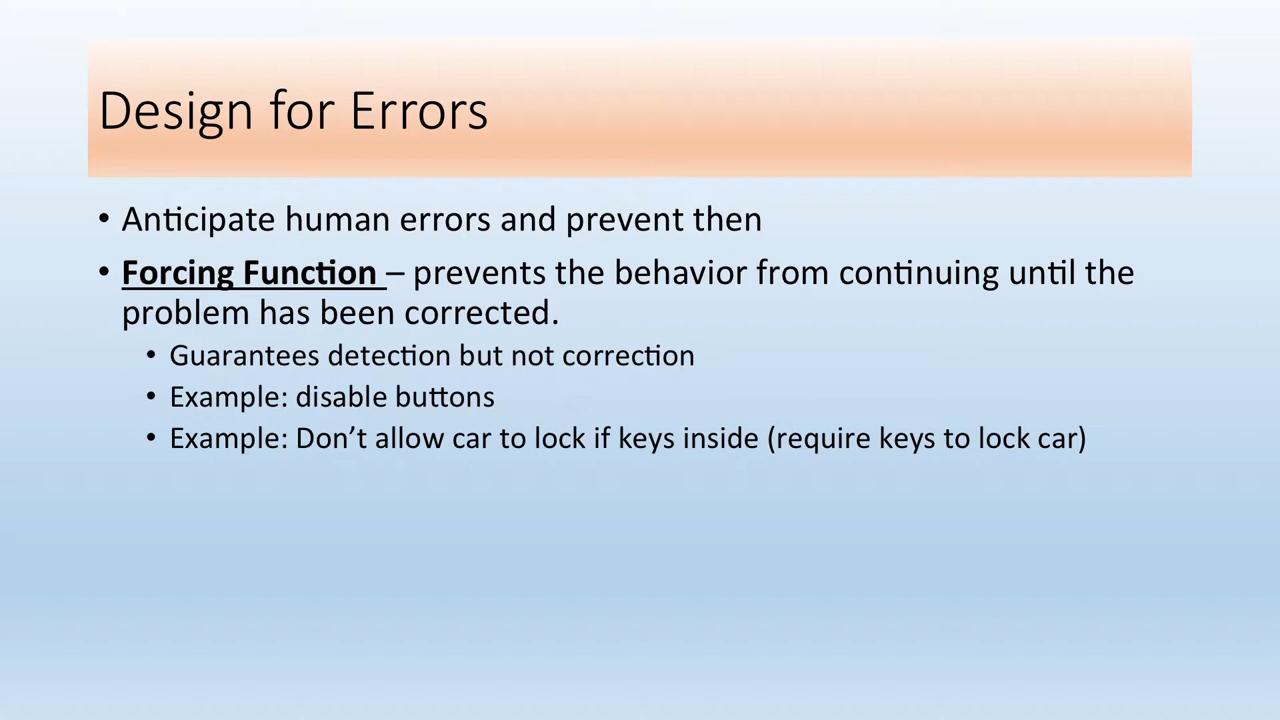 Design for Errors
• Anticipate human errors and prevent then
• Forcing Function – prevents the behavior from continuing until the
problem has been corrected.
• Guarantees detection but not correction
• Example: disable buttons
• Example: Don’t allow car to lock if keys inside (require keys to lock car)